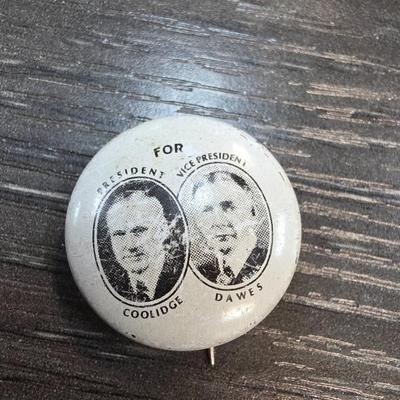 FOR
PRESIDENT
VICE PRESIDENT
COOLIDGE
DAWES